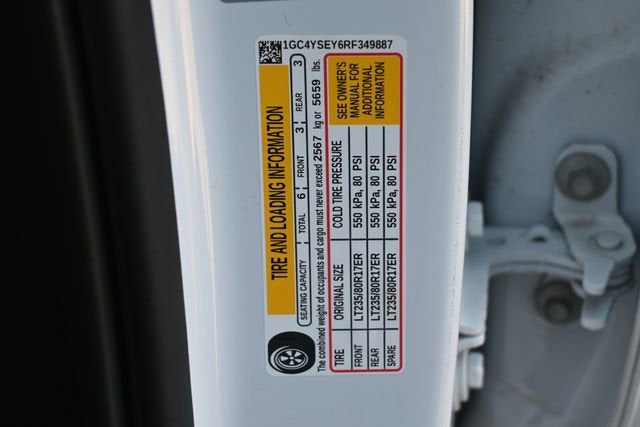 1GC4YSEY6RF349887
TIRE AND LOADING INFORMATION
SEATING CAPACITY TOTAL 6 FRONT 3 REAR 3
The combined weight of occupants and cargo must never exceed 2567 kg or 5659 lbs.
TIRE ORIGINAL SIZE COLD TIRE PRESSURE
FRONT LT235/80R17ER 550 kPa, 80 PSI
REAR LT235/80R17ER 550 kPa, 80 PSI
SPARE LT235/80R17ER 550 kPa, 80 PSI
SEE OWNER'S
MANUAL FOR
ADDITIONAL
INFORMATION